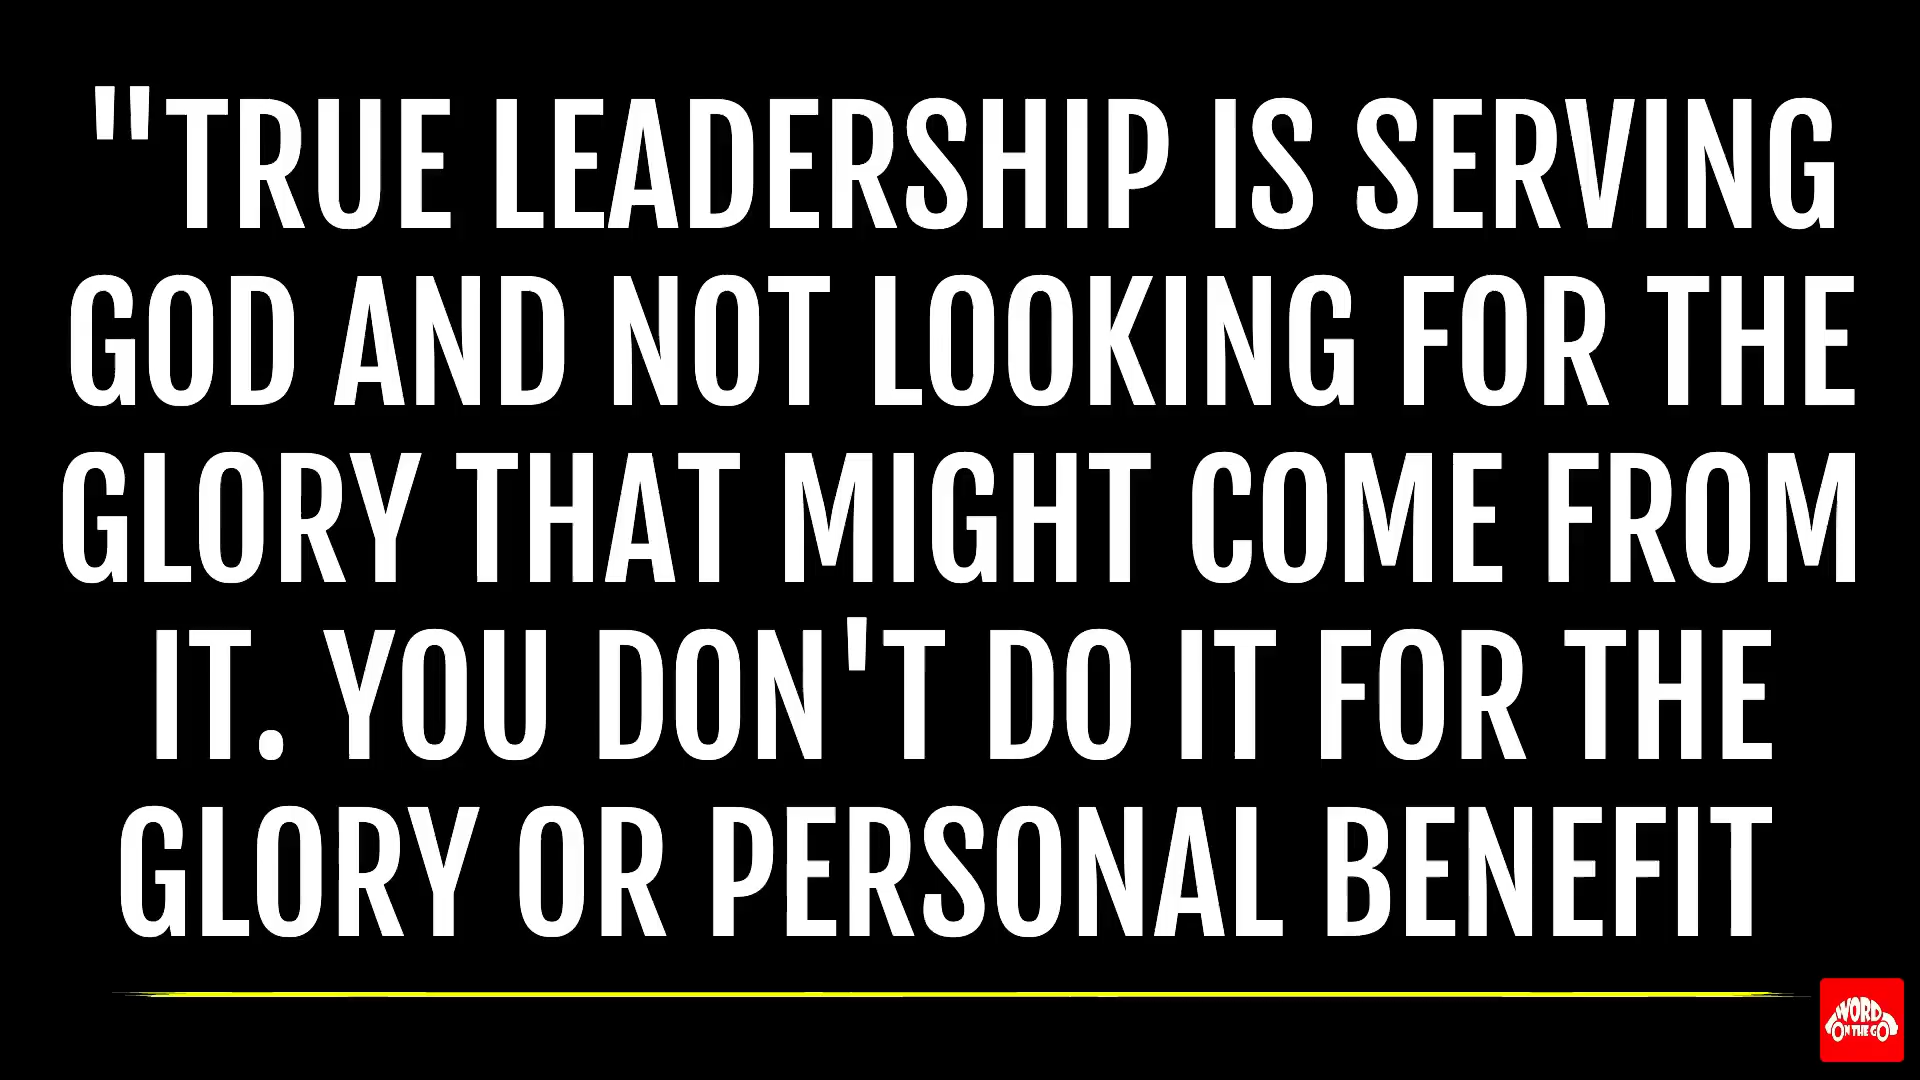 "TRUE LEADERSHIP IS SERVING
GOD AND NOT LOOKING FOR THE
GLORY THAT MIGHT COME FROM
IT. YOU DON'T DO IT FOR THE
GLORY OR PERSONAL BENEFIT
WORD
ON THE GO